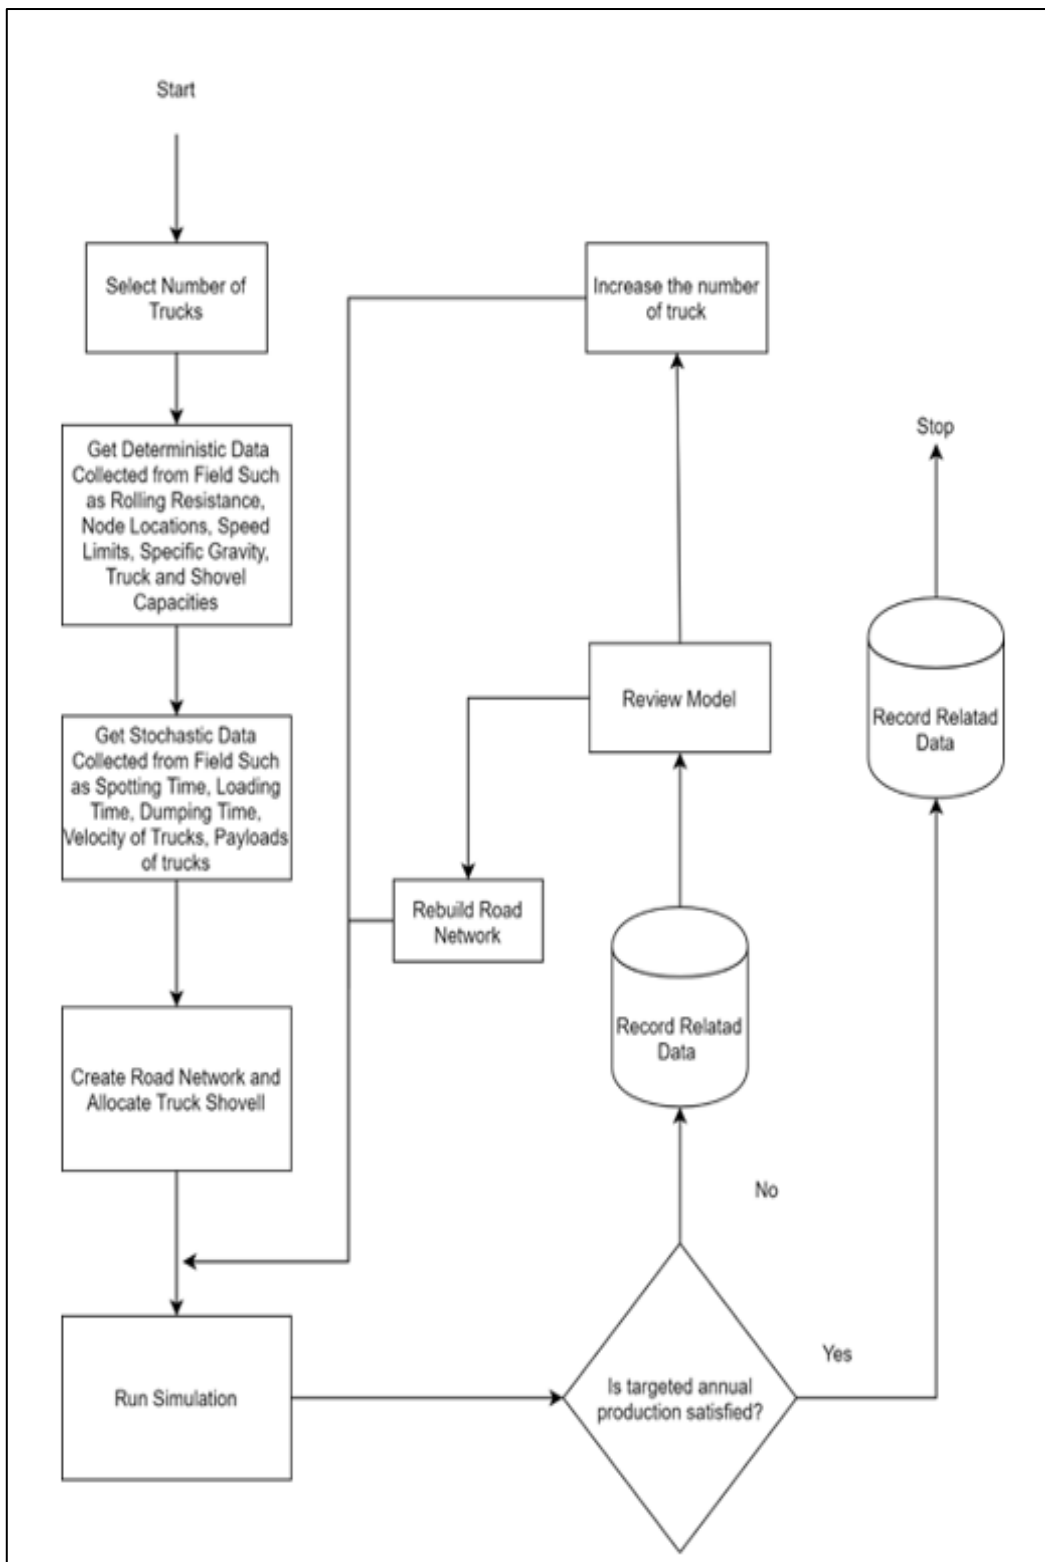 Start
Select Number of
Trucks
Get Deterministic Data
Collected from Field Such
as Rolling Resistance,
Node Locations, Speed
Limits, Specific Gravity,
Truck and Shovel
Capacities
Get Stochastic Data
Collected from Field Such
as Spotting Time, Loading
Time, Dumping Time,
Velocity of Trucks, Payloads
of trucks
Create Road Network and
Allocate Truck Shovell
Run Simulation
Is targeted annual
production satisfied?
No
Record Relatad
Data
Review Model
Increase the number
of truck
Rebuild Road
Network
Yes
Record Relatad
Data
Stop